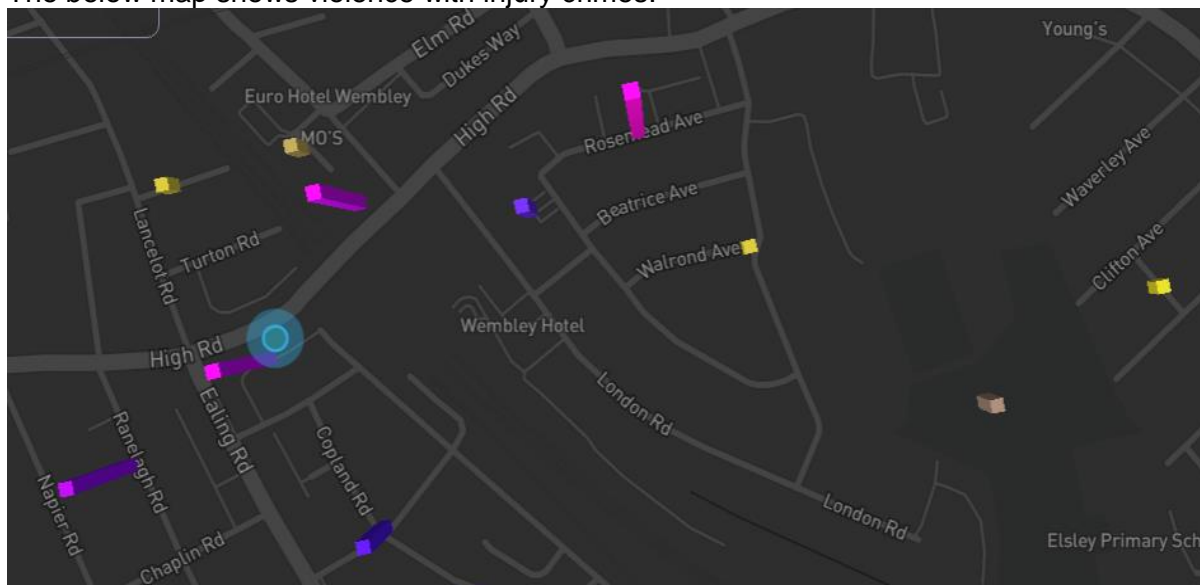 The below map shows violence with injury crimes.
Elm Rd
Dukes Way
Young's
Euro Hotel Wembley
High Rd
MO'S
Rosemead Ave
Waverley Ave
Beatrice Ave
Lancelot Rd
Turton Rd
Walrond Ave
Clifton Ave
Wembley Hotel
High Rd
London Rd
Ealing Rd
Ranelagh Rd
Copland Rd
Napier Rd
London Rd
Chaplin Rd
Elsley Primary Sch